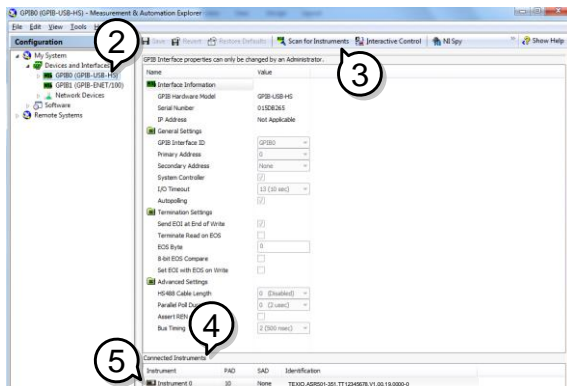 GPIB0 (GPIB-USB-HS) - Measurement & Automation Explorer
File Edit View Tools
Save Revert Restore Defaults Scan for Instruments Interactive Control NI Spy Show Help
Configuration
2
3
My System
Devices and Interfaces
GPIB0 (GPIB-USB-HS)
GPIB1 (GPIB-ENET/100)
Network Devices
Software
Remote Systems
GPIB Interface properties can only be changed by an Administrator.
Name Value
Interface Information
GPIB Hardware Model GPIB-USB-HS
Serial Number 015DB265
IP Address Not Applicable
General Settings
GPIB Interface ID GPIB0
Primary Address 0
Secondary Address None
System Controller
I/O Timeout 13 (10 sec)
Autopolling
Termination Settings
Send EOI at End of Write
Terminate Read on EOS
EOS Byte 0
8-bit EOS Compare
Set EOI with EOS on Write
Advanced Settings
HS488 Cable Length 0 (Disabled)
Parallel Poll 0 (2 usec)
Assert REN
Bus Timing 2 (500 nsec)
4
5
Connected Instruments
Instrument PAD SAD Identification
Instrument 0 10 None TEXIO,ASR501-351,TT12345678,V1.00.19.0000-0